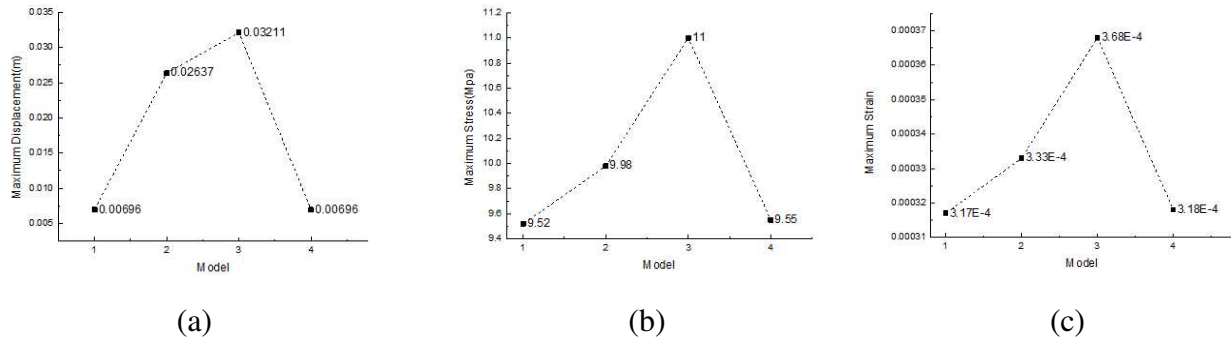 0.035
0.030
0.025
0.020
0.015
0.010
0.005
Maximum Displacement(m)
0.00696
0.02637
0.03211
0.00696
1 2 3 4
Model
(a)
11.2
11.0
10.8
10.6
10.4
10.2
10.0
9.8
9.6
9.4
Maximum Stress(Mpa)
9.52
9.98
11
9.55
1 2 3 4
Model
(b)
0.00037
0.00036
0.00035
0.00034
0.00033
0.00032
0.00031
Maximum Strain
3.17E-4
3.33E-4
3.68E-4
3.18E-4
1 2 3 4
Model
(c)